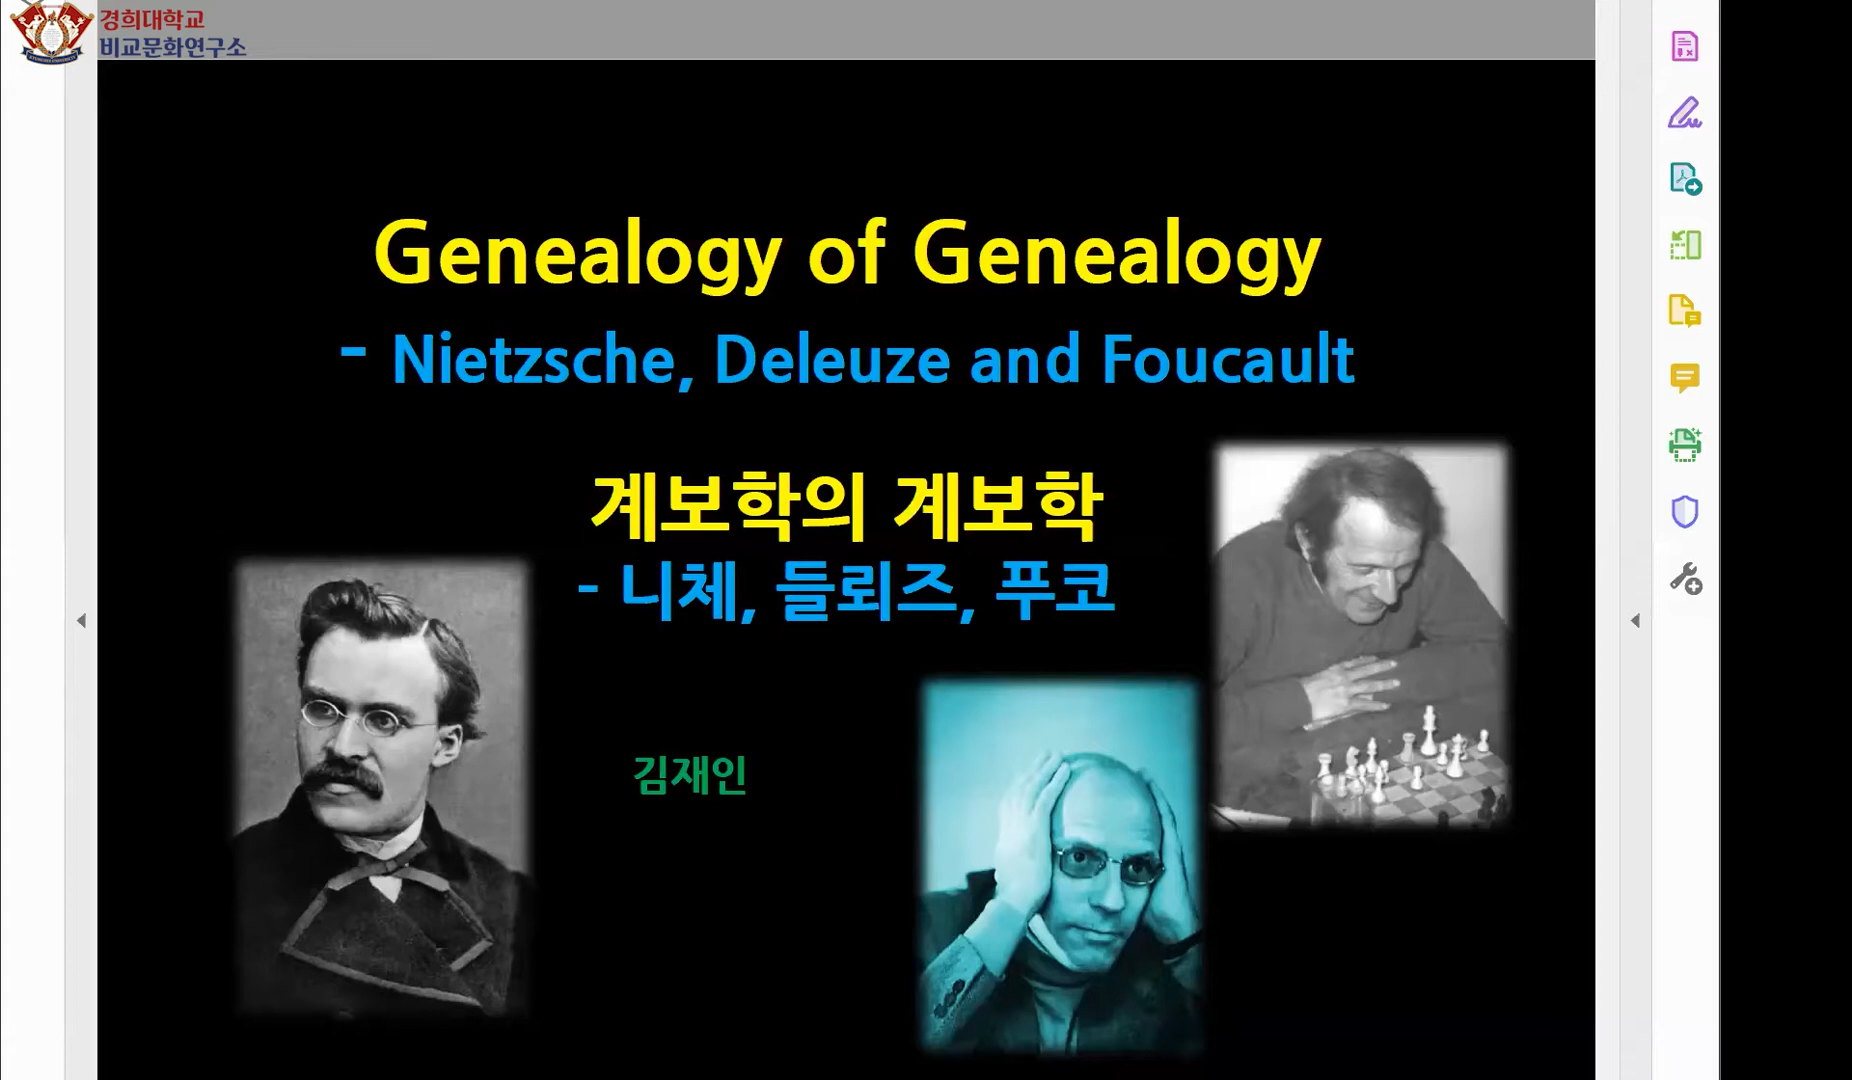 경희대학교
비교문화연구소
Genealogy of Genealogy
- Nietzsche, Deleuze and Foucault
계보학의 계보학
- 니체, 들뢰즈, 푸코
김재인